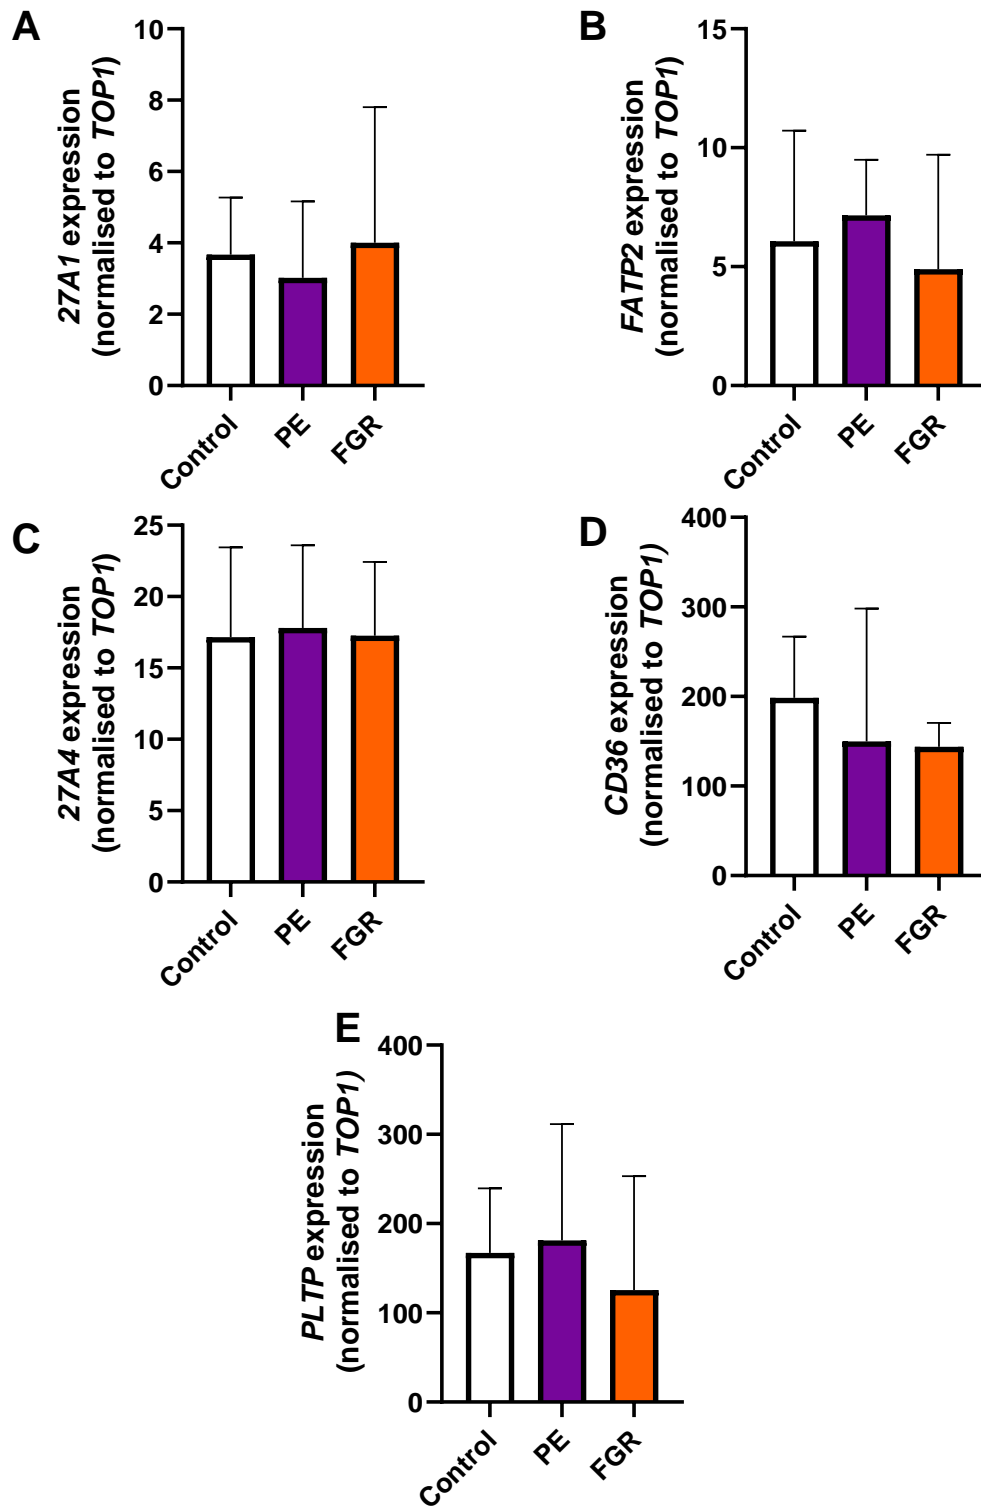 A
27A1 expression
(normalised to TOP1)
10
8
6
4
2
0
Control
PE
FGR
B
FATP2 expression
(normalised to TOP1)
15
10
5
0
Control
PE
FGR
C
27A4 expression
(normalised to TOP1)
25
20
15
10
5
0
Control
PE
FGR
D
CD36 expression
(normalised to TOP1)
400
300
200
100
0
Control
PE
FGR
E
PLTP expression
(normalised to TOP1)
400
300
200
100
0
Control
PE
FGR